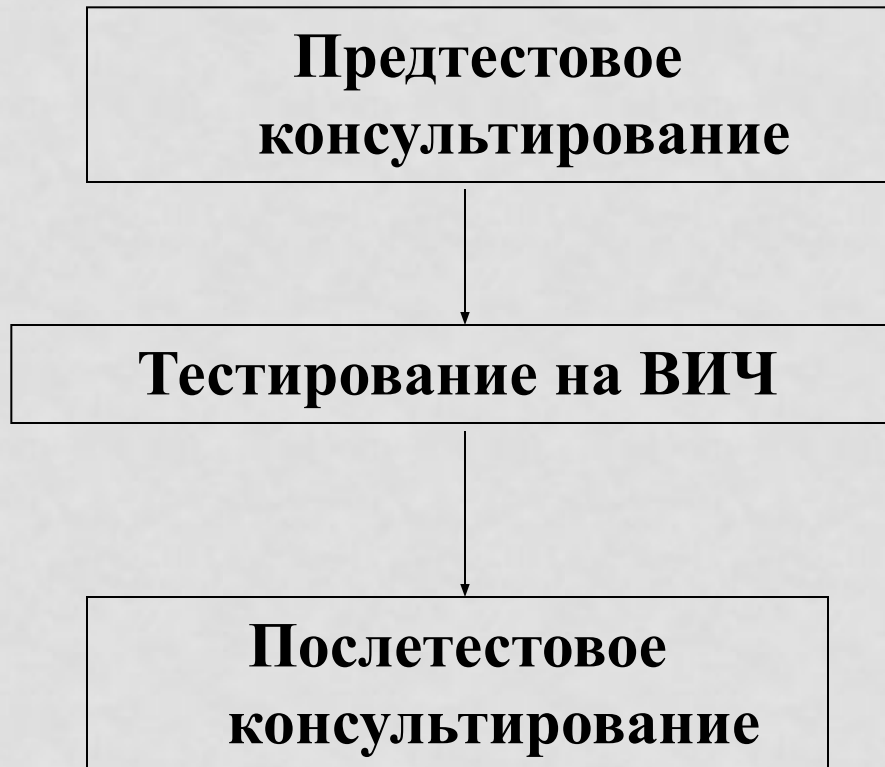 Предтестовое
консультирование
Тестирование на ВИЧ
Послетестовое
консультирование